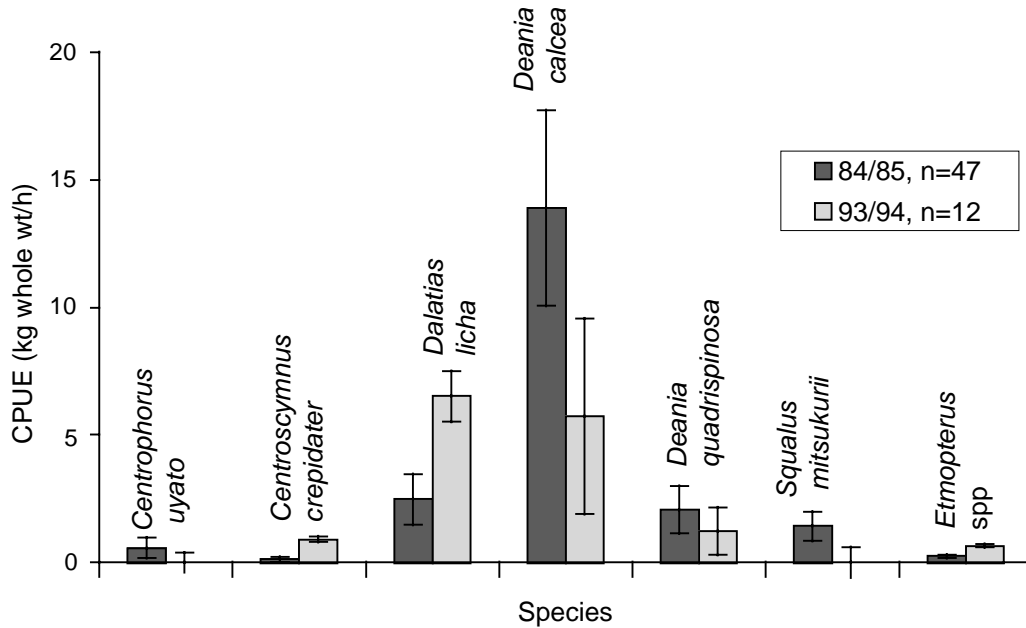 20
15
10
5
0
CPUE (kg whole wt/h)
Centrophorus
uyato
Centroscymnus
crepidater
Dalatias
licha
Deania
calcea
Deania
quadrispinosa
Squalus
mitsukurii
Etmopterus
spp
84/85, n=47
93/94, n=12
Species